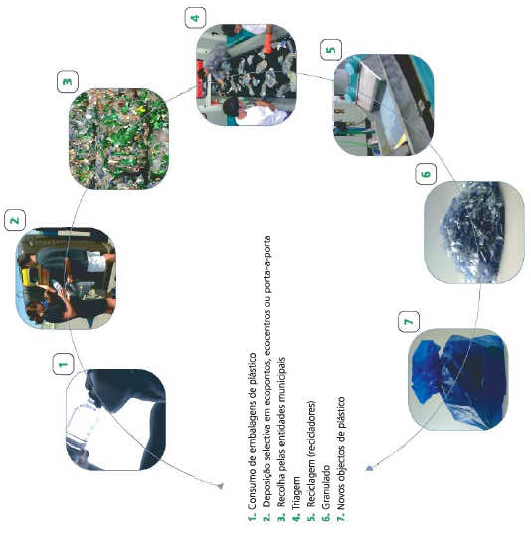 1
2
3
4
5
6
7
1. Consumo de embalagens de plástico
2. Deposição selectiva em ecopontos, ecocentros ou porta-a-porta
3. Recolha pelas entidades municipais
4. Triagem
5. Reciclagem (recicladores)
6. Granulado
7. Novos objectos de plástico